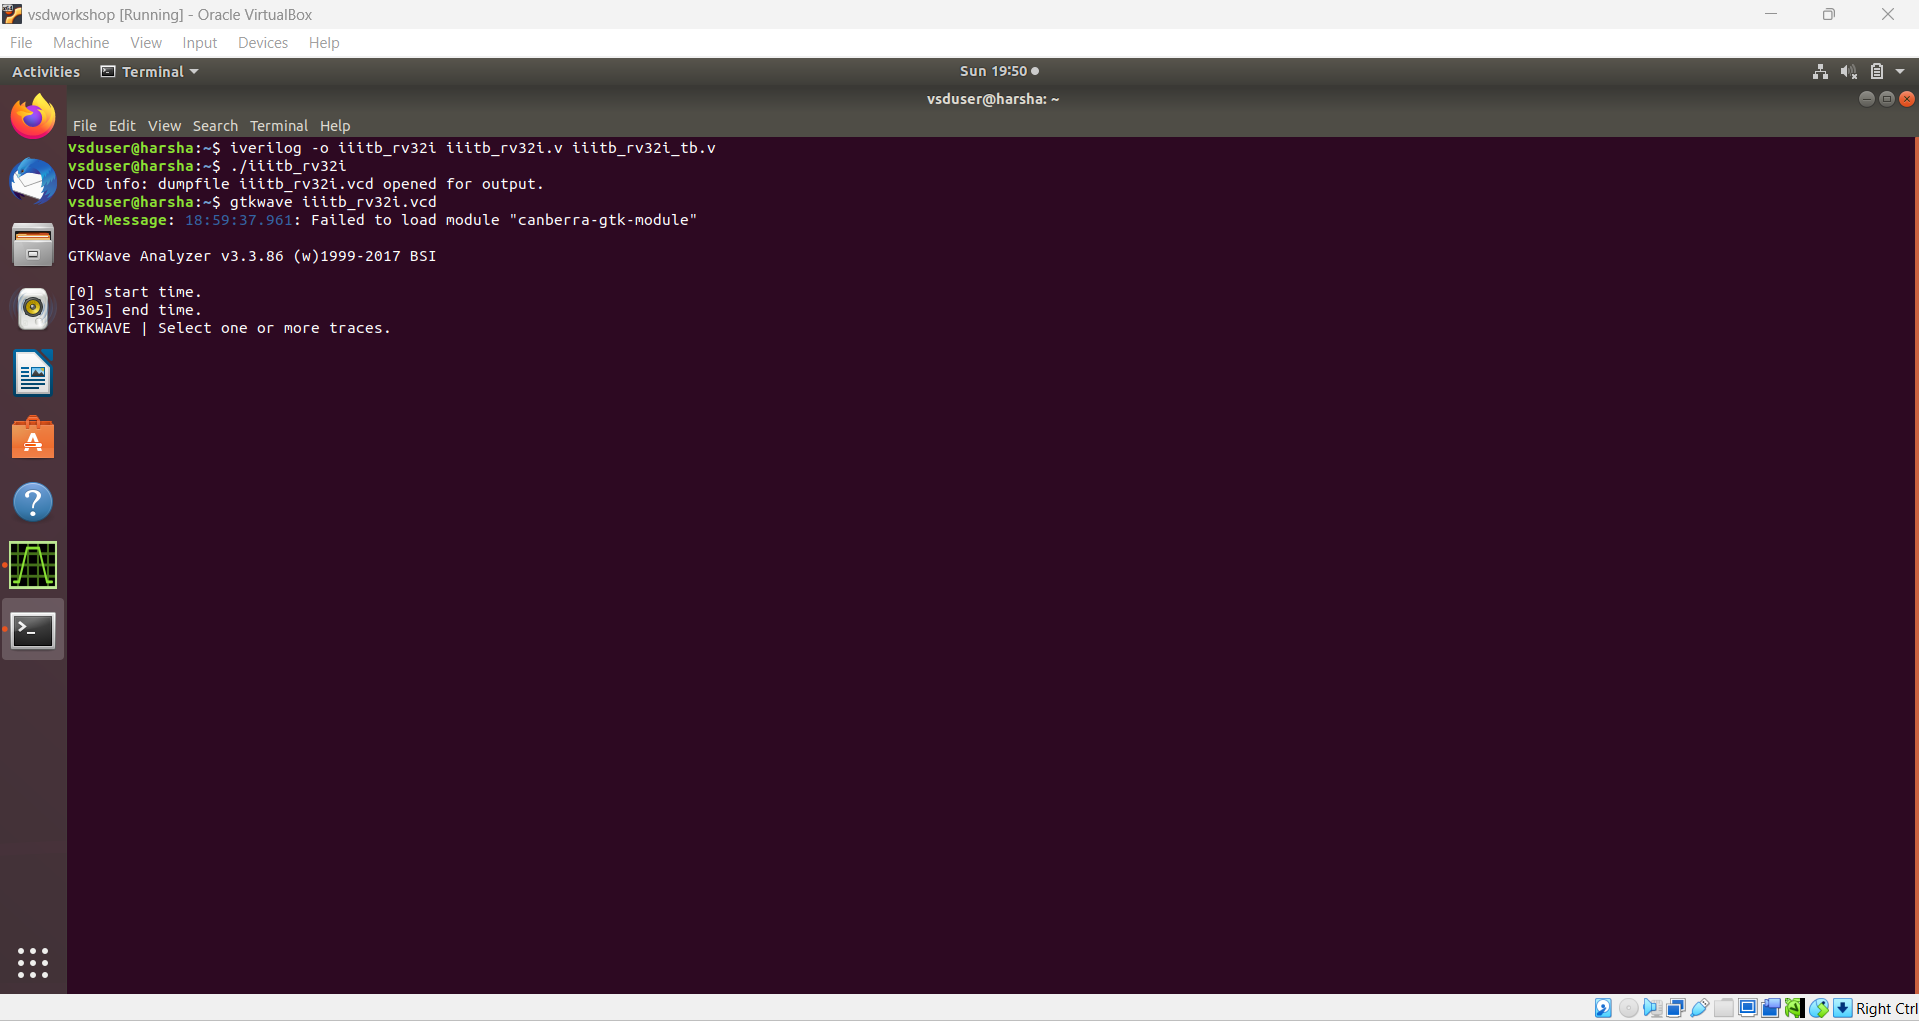 vsdworkshop [Running] - Oracle VirtualBox
File Machine View Input Devices Help
Activities Terminal Sun 19:50
vsduser@harsha: ~
File Edit View Search Terminal Help
vsduser@harsha:~$ iverilog -o iiitb_rv32i iiitb_rv32i.v iiitb_rv32i_tb.v
vsduser@harsha:~$ ./iiitb_rv32i
VCD info: dumpfile iiitb_rv32i.vcd opened for output.
vsduser@harsha:~$ gtkwave iiitb_rv32i.vcd
Gtk-Message: 18:59:37.961: Failed to load module "canberra-gtk-module"
GTKWave Analyzer v3.3.86 (w)1999-2017 BSI
[0] start time.
[305] end time.
GTKWAVE | Select one or more traces.
Right Ctrl